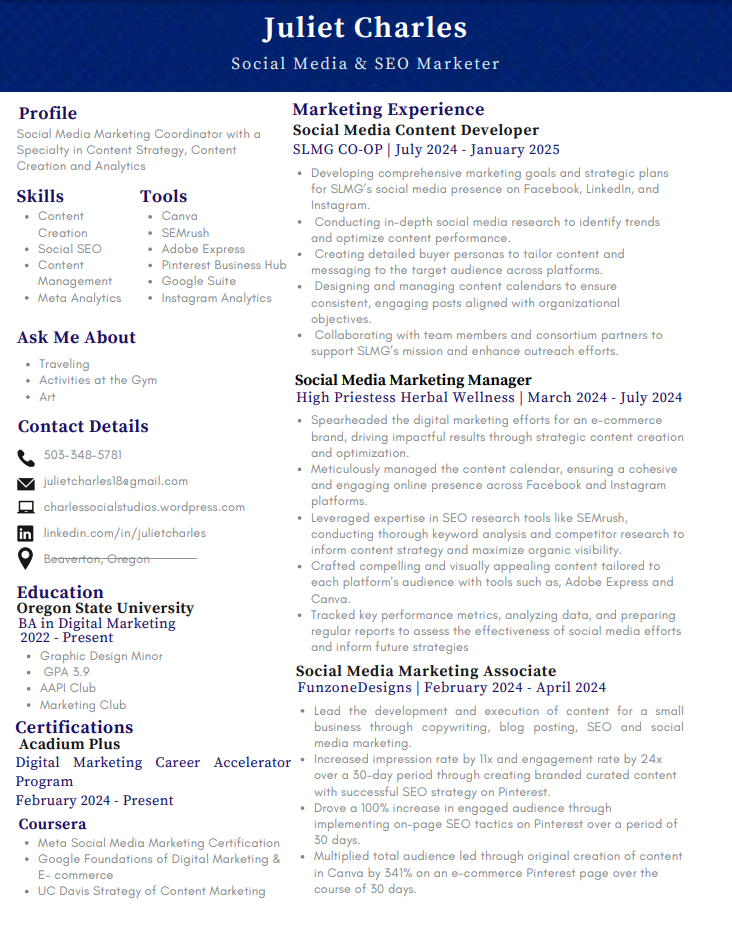 Juliet Charles
Social Media & SEO Marketer
Profile
Social Media Marketing Coordinator with a
Specialty in Content Strategy, Content
Creation and Analytics
Skills
Content
Creation
Social SEO
Content
Management
Meta Analytics
Tools
Canva
SEMrush
Adobe Express
Pinterest Business Hub
Google Suite
Instagram Analytics
Ask Me About
Traveling
Activities at the Gym
Art
Contact Details
503-348-5781
julietcharles18@gmail.com
charlessocialstudios.wordpress.com
linkedin.com/in/julietcharles
Beaverton, Oregon
Education
Oregon State University
BA in Digital Marketing
2022 - Present
Graphic Design Minor
GPA 3.9
AAPI Club
Marketing Club
Certifications
Acadium Plus
Digital Marketing Career Accelerator
Program
February 2024 - Present
Coursera
Meta Social Media Marketing Certification
Google Foundations of Digital Marketing &
E- commerce
UC Davis Strategy of Content Marketing
Marketing Experience
Social Media Content Developer
SLMG CO-OP | July 2024 - January 2025
Developing comprehensive marketing goals and strategic plans
for SLMG's social media presence on Facebook, LinkedIn, and
Instagram.
Conducting in-depth social media research to identify trends
and optimize content performance.
Creating detailed buyer personas to tailor content and
messaging to the target audience across platforms.
Designing and managing content calendars to ensure
consistent, engaging posts aligned with organizational
objectives.
Collaborating with team members and consortium partners to
support SLMG's mission and enhance outreach efforts.
Social Media Marketing Manager
High Priestess Herbal Wellness | March 2024 - July 2024
Spearheaded the digital marketing efforts for an e-commerce
brand, driving impactful results through strategic content creation
and optimization.
Meticulously managed the content calendar, ensuring a cohesive
and engaging online presence across Facebook and Instagram
platforms.
Leveraged expertise in SEO research tools like SEMrush,
conducting thorough keyword analysis and competitor research to
inform content strategy and maximize organic visibility.
Crafted compelling and visually appealing content tailored to
each platform's audience with tools such as, Adobe Express and
Canva.
Tracked key performance metrics, analyzing data, and preparing
regular reports to assess the effectiveness of social media efforts
and inform future strategies
Social Media Marketing Associate
FunzoneDesigns | February 2024 - April 2024
Lead the development and execution of content for a small
business through copywriting, blog posting, SEO and social
media marketing.
Increased impression rate by 11x and engagement rate by 24x
over a 30-day period through creating branded curated content
with successful SEO strategy on Pinterest.
Drove a 100% increase in engaged audience through
implementing on-page SEO tactics on Pinterest over a period of
30 days.
Multiplied total audience led through original creation of content
in Canva by 341% on an e-commerce Pinterest page over the
course of 30 days.